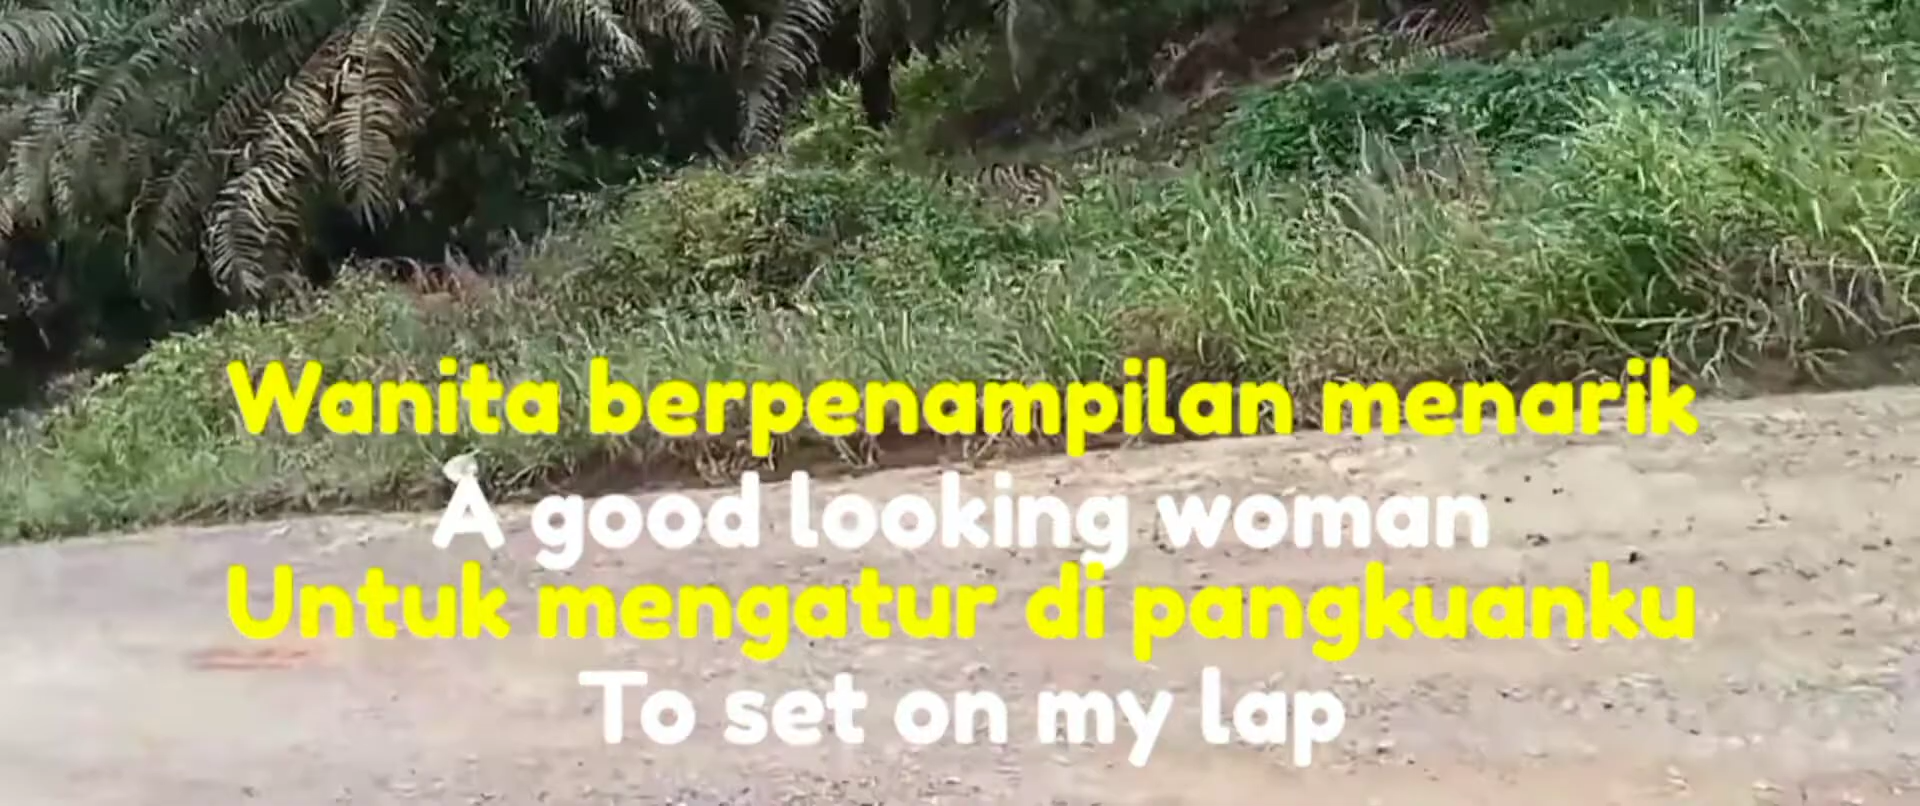 Wanita berpenampilan menarik
A good looking woman
Untuk mengatur di pangkuanku
To set on my lap